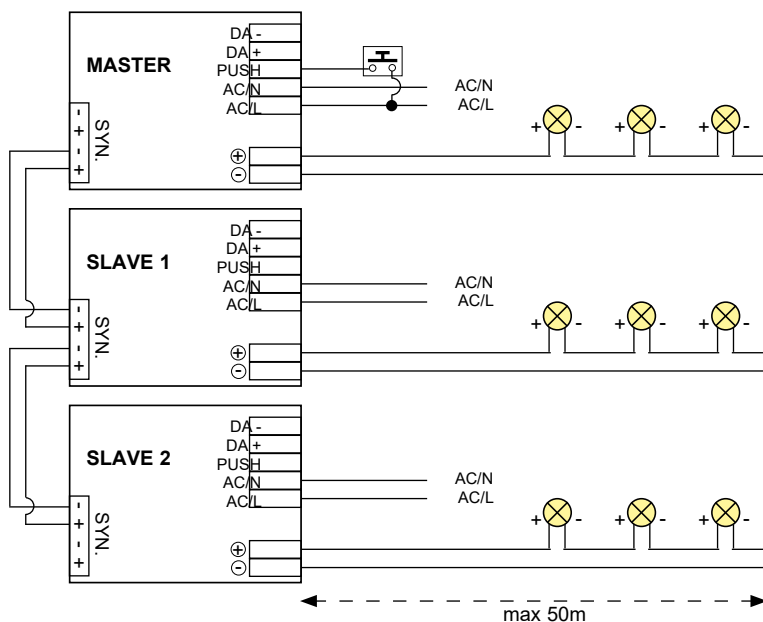 MASTER
DA -
DA +
PUSH
AC/N
AC/L
- + - +
SYN.
+
-
AC/N
AC/L
+ - + - + -
SLAVE 1
DA -
DA +
PUSH
AC/N
AC/L
- + - +
SYN.
+
-
AC/N
AC/L
+ - + - + -
SLAVE 2
DA -
DA +
PUSH
AC/N
AC/L
- + - +
SYN.
+
-
AC/N
AC/L
+ - + - + -
max 50m